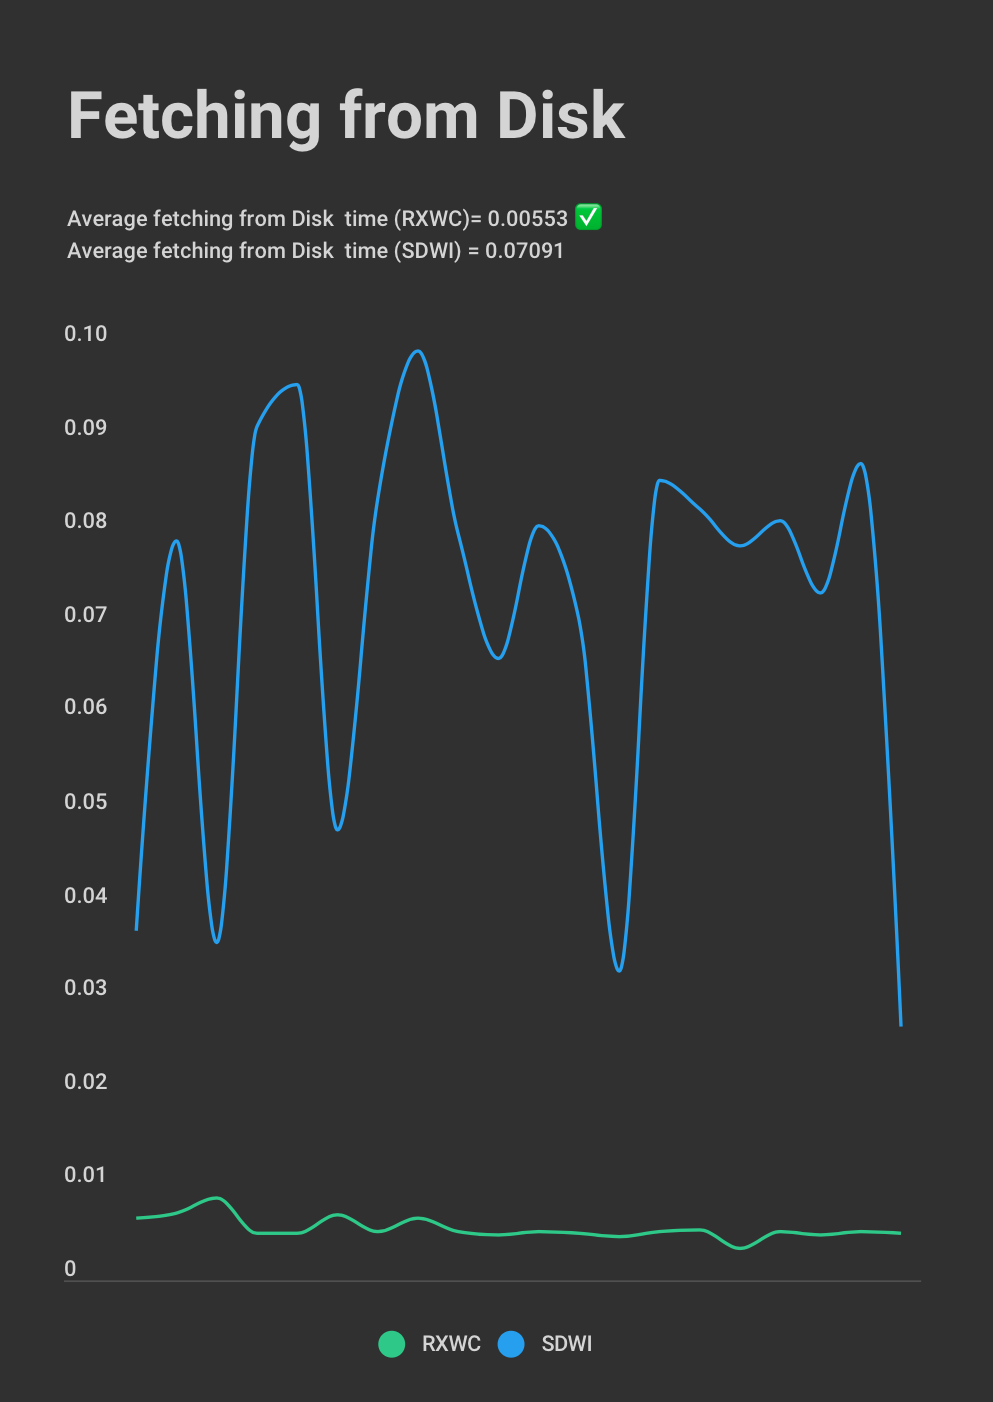 Fetching from Disk
Average fetching from Disk  time (RXWC)= 0.00553 ✅
Average fetching from Disk  time (SDWI) = 0.07091
0.10
0.09
0.08
0.07
0.06
0.05
0.04
0.03
0.02
0.01
0
RXWC SDWI